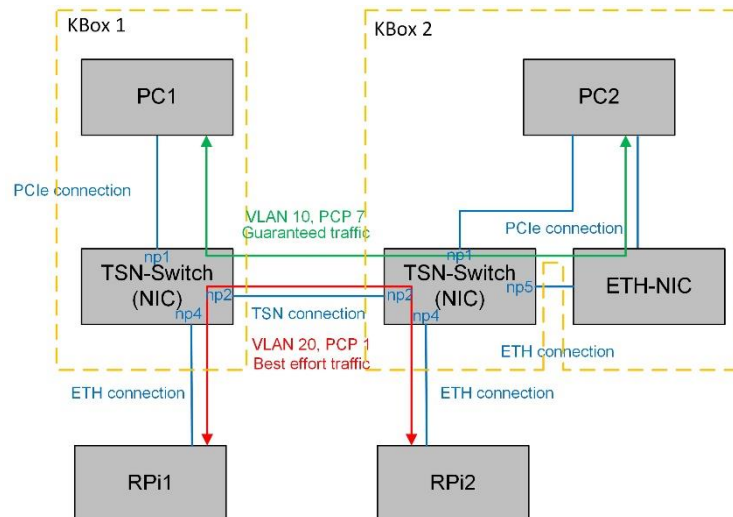 KBox 1
KBox 2
PC1
PC2
PCIe connection
VLAN 10, PCP 7
Guaranteed traffic
PCIe connection
np1
TSN-Switch
(NIC)
np2
np4
TSN connection
np1
TSN-Switch
(NIC)
np2
np4
np5
ETH-NIC
VLAN 20, PCP 1
Best effort traffic
ETH connection
ETH connection
ETH connection
RPi1
RPi2